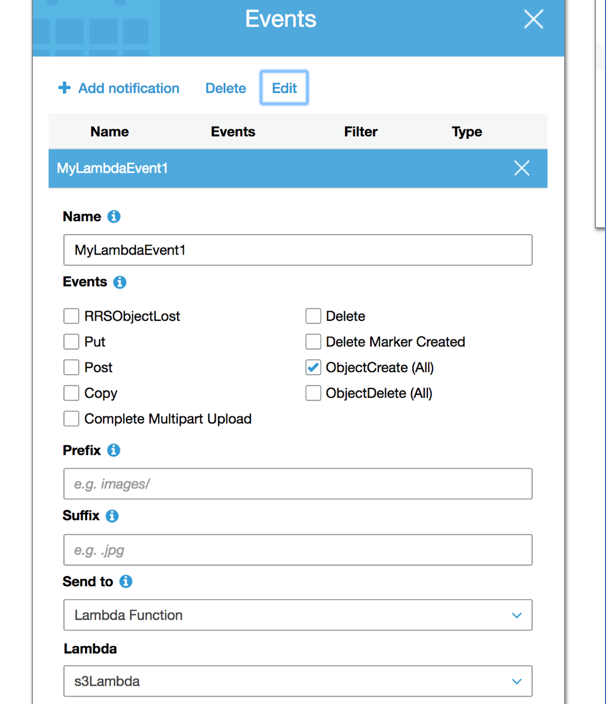 Events
Add notification Delete Edit
Name Events Filter Type
MyLambdaEvent1
Name
MyLambdaEvent1
Events
RRSObjectLost Delete
Put Delete Marker Created
Post ObjectCreate (All)
Copy ObjectDelete (All)
Complete Multipart Upload
Prefix
e.g. images/
Suffix
e.g. .jpg
Send to
Lambda Function
Lambda
s3Lambda